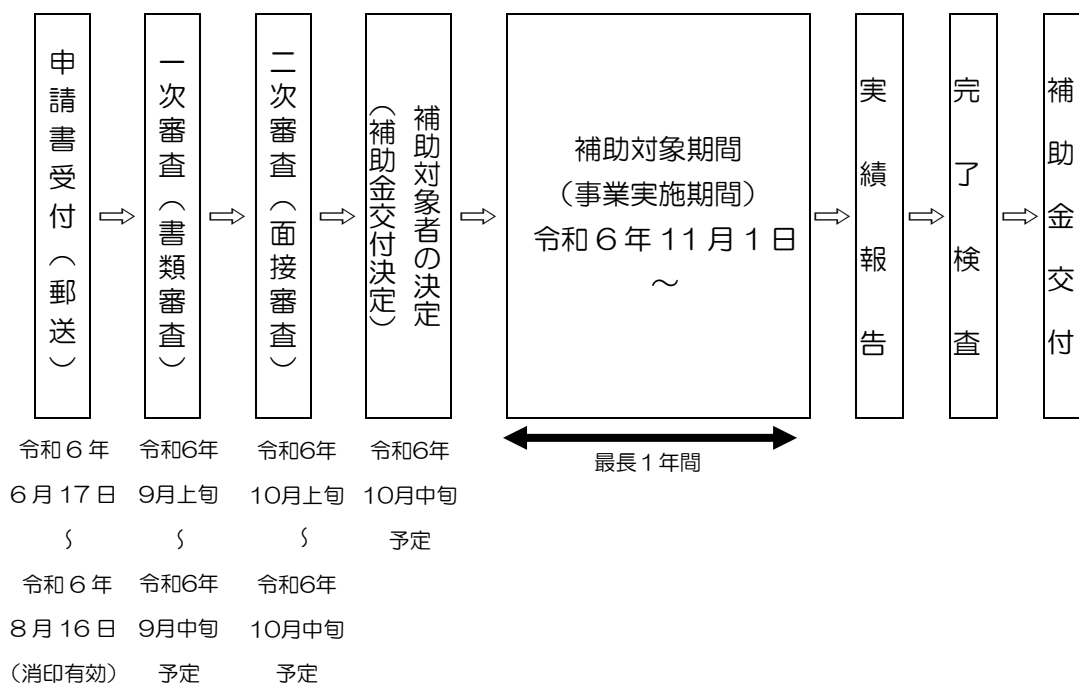 申請書受付（郵送）
⇨
一次審査（書類審査）
⇨
二次審査（面接審査）
⇨
補助対象者の決定
（補助金交付決定）
⇨
補助対象期間
（事業実施期間）
令和６年11月１日
～
⇨
実績報告
⇨
完了検査
⇨
補助金交付
令和６年
６月17日
～
令和６年
８月16日
（消印有効）
令和6年
9月上旬
～
令和6年
9月中旬
予定
令和6年
10月上旬
～
令和6年
10月中旬
予定
令和6年
10月中旬
予定
最長１年間